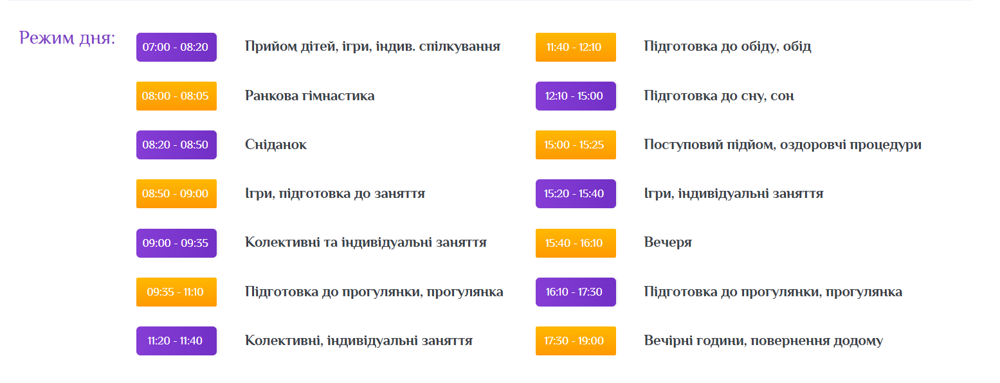 Режим дня:
07:00 - 08:20 Прийом дітей, ігри, індив. спілкування
08:00 - 08:05 Ранкова гімнастика
08:20 - 08:50 Сніданок
08:50 - 09:00 Ігри, підготовка до заняття
09:00 - 09:35 Колективні та індивідуальні заняття
09:35 - 11:10 Підготовка до прогулянки, прогулянка
11:20 - 11:40 Колективні, індивідуальні заняття
11:40 - 12:10 Підготовка до обіду, обід
12:10 - 15:00 Підготовка до сну, сон
15:00 - 15:25 Поступовий підйом, оздоровчі процедури
15:20 - 15:40 Ігри, індивідуальні заняття
15:40 - 16:10 Вечеря
16:10 - 17:30 Підготовка до прогулянки, прогулянка
17:30 - 19:00 Вечірні години, повернення додому